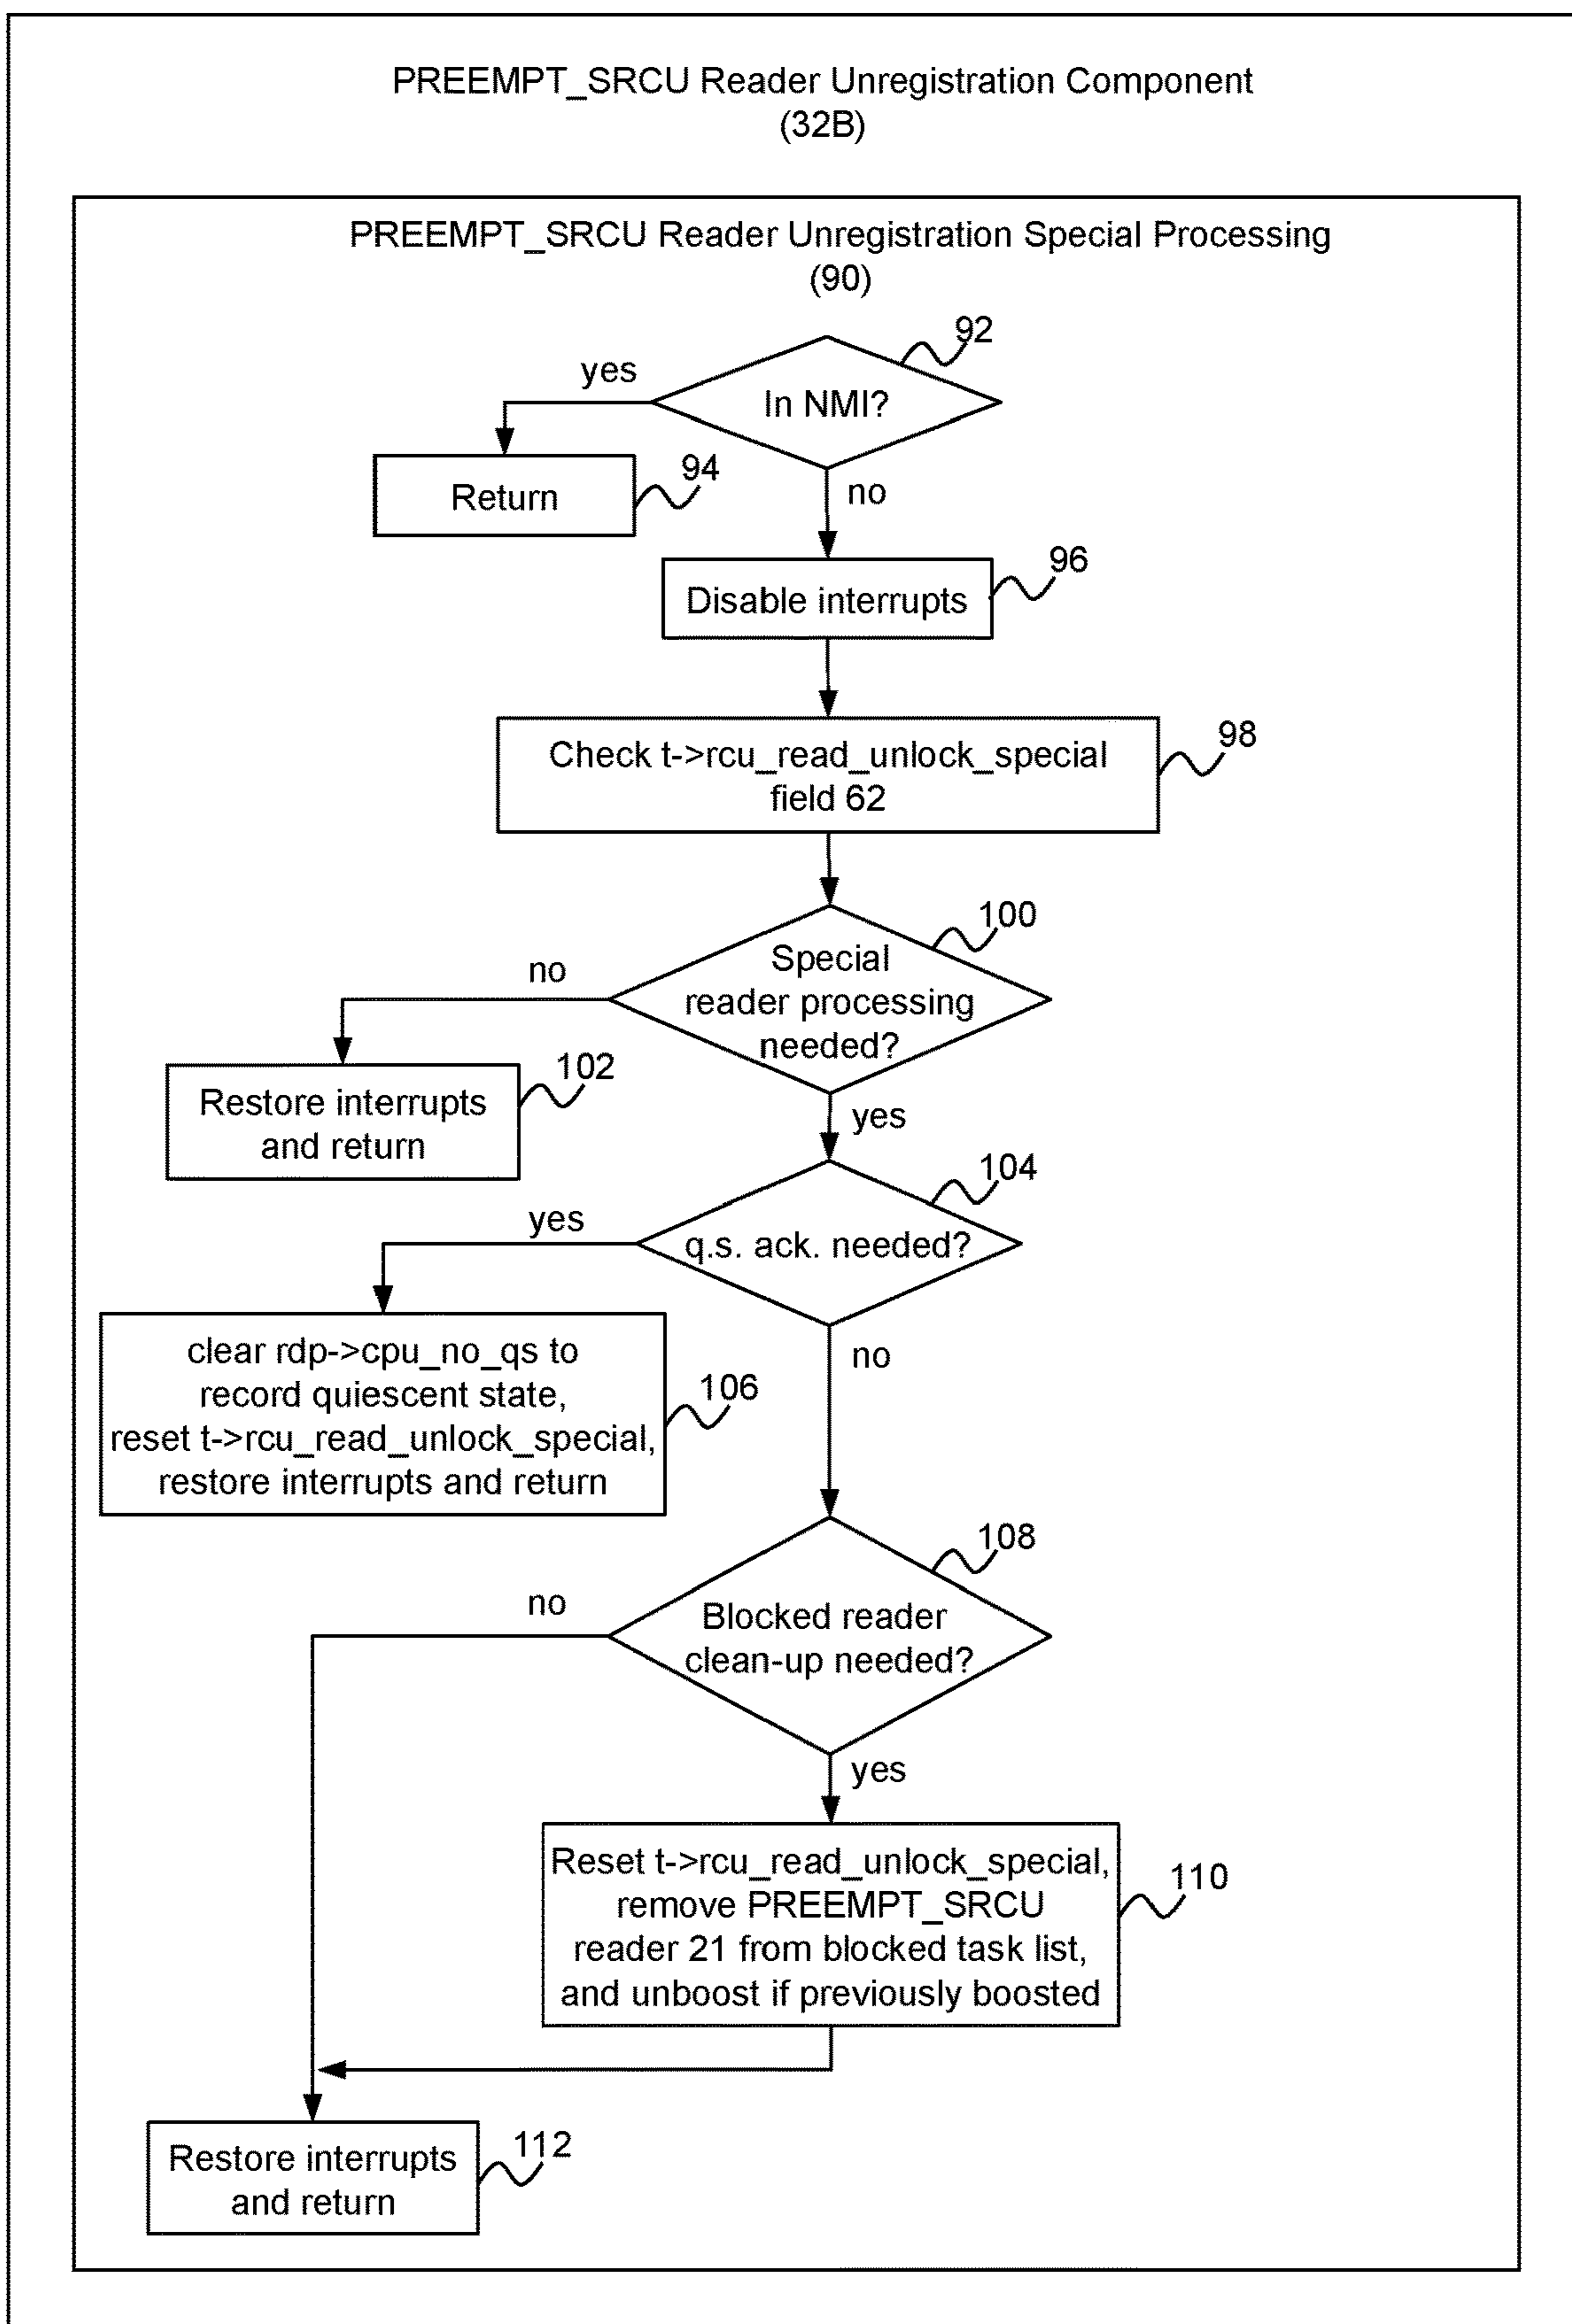 PREEMPT_SRCU Reader Unregistration Component
(32B)
PREEMPT_SRCU Reader Unregistration Special Processing
(90)
92
yes
In NMI?
94
Return
no
96
Disable interrupts
98
Check t->rcu_read_unlock_special
field 62
100
no
Special
reader processing
needed?
102
Restore interrupts
and return
yes
104
yes
q.s. ack. needed?
clear rdp->cpu_no_qs to
record quiescent state,
reset t->rcu_read_unlock_special,
restore interrupts and return
106
no
108
no
Blocked reader
clean-up needed?
yes
Reset t->rcu_read_unlock_special,
remove PREEMPT_SRCU
reader 21 from blocked task list,
and unboost if previously boosted
110
112
Restore interrupts
and return